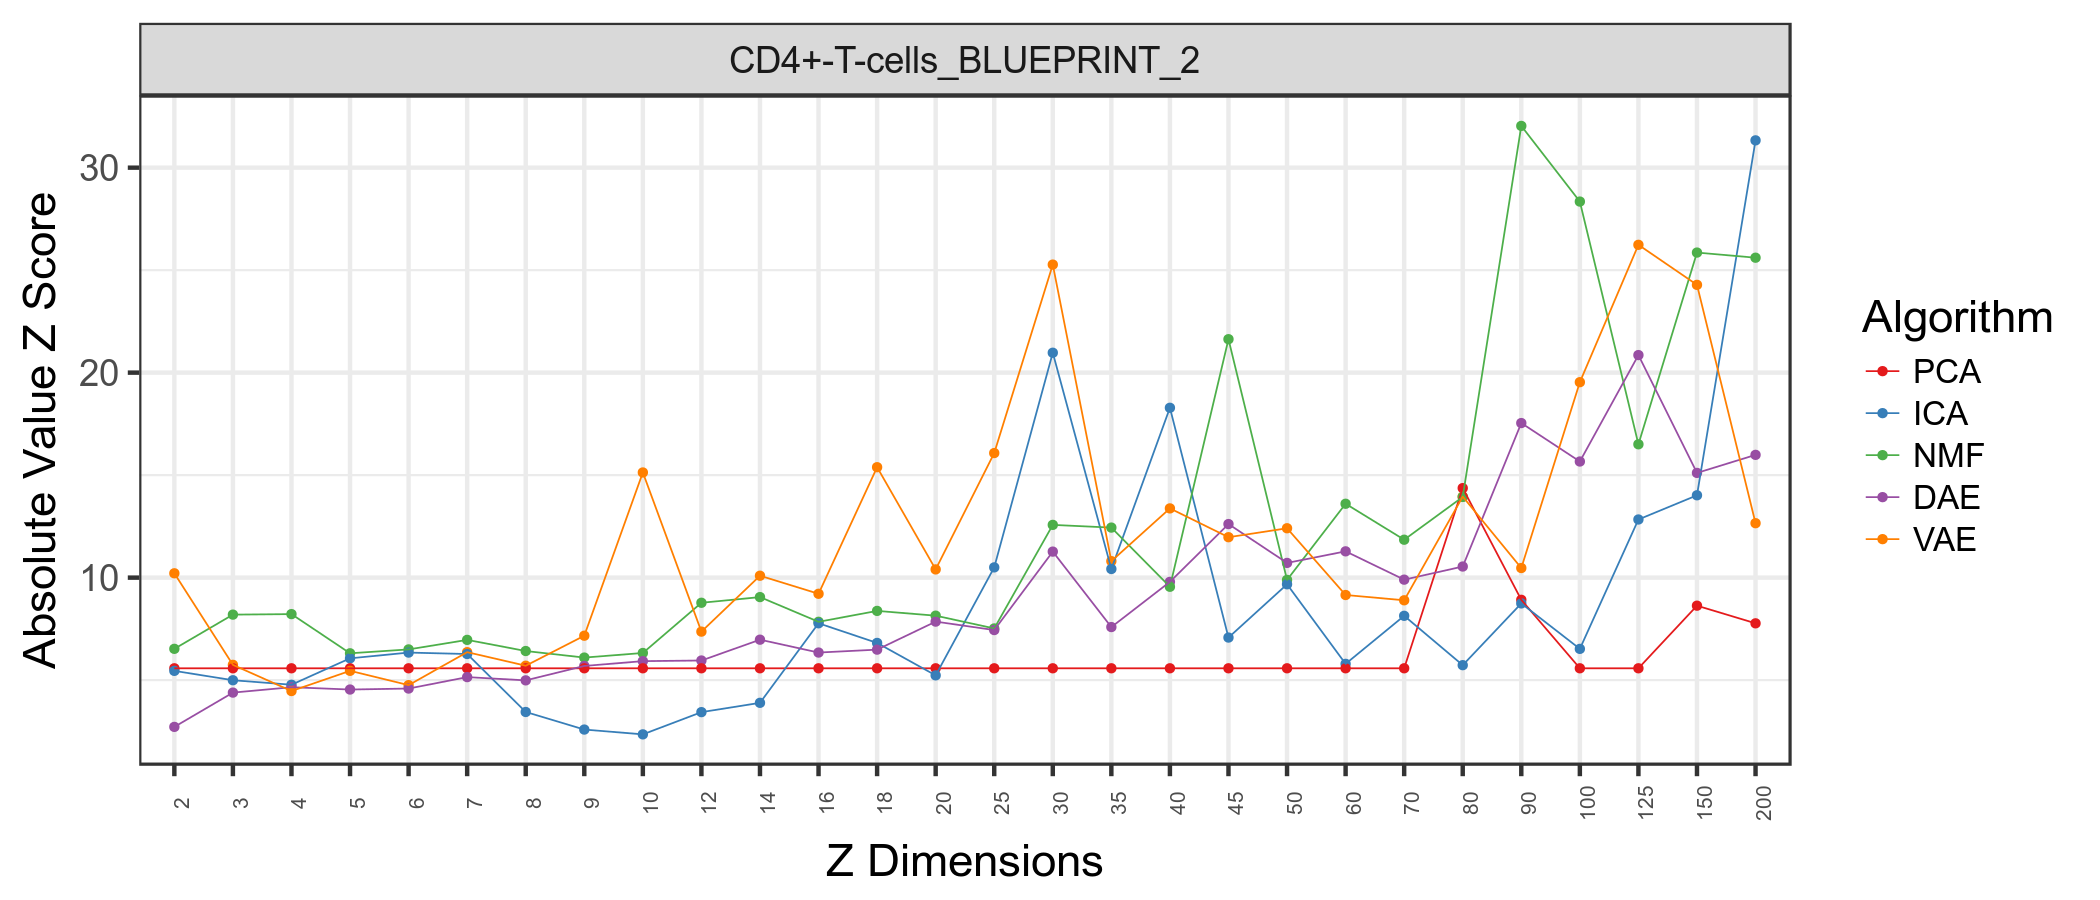 CD4+-T-cells_BLUEPRINT_2
Absolute Value Z Score
30
20
10
2 3 4 5 6 7 8 9 10 12 14 16 18 20 25 30 35 40 45 50 60 70 80 90 100 125 150 200
Z Dimensions
Algorithm
PCA
ICA
NMF
DAE
VAE